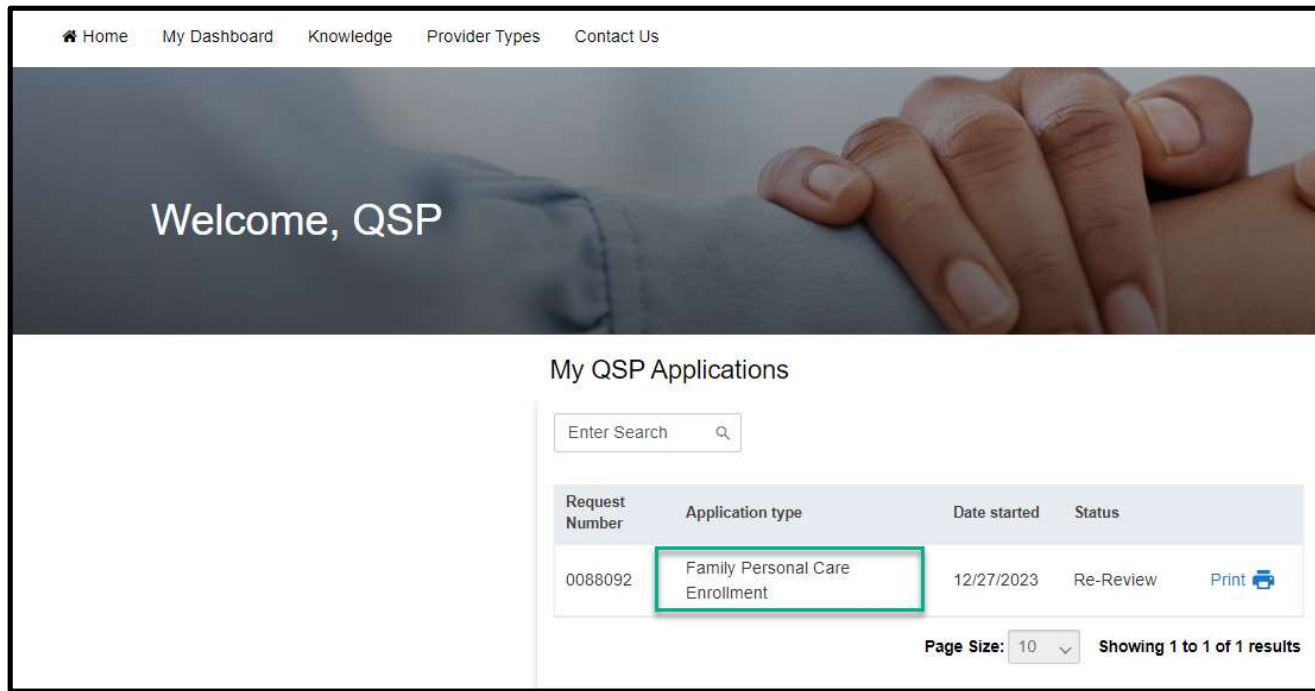 Home My Dashboard Knowledge Provider Types Contact Us
Welcome, QSP
My QSP Applications
Enter Search
Request Number Application type Date started Status
0088092 Family Personal Care Enrollment 12/27/2023 Re-Review Print
Page Size: 10 Showing 1 to 1 of 1 results